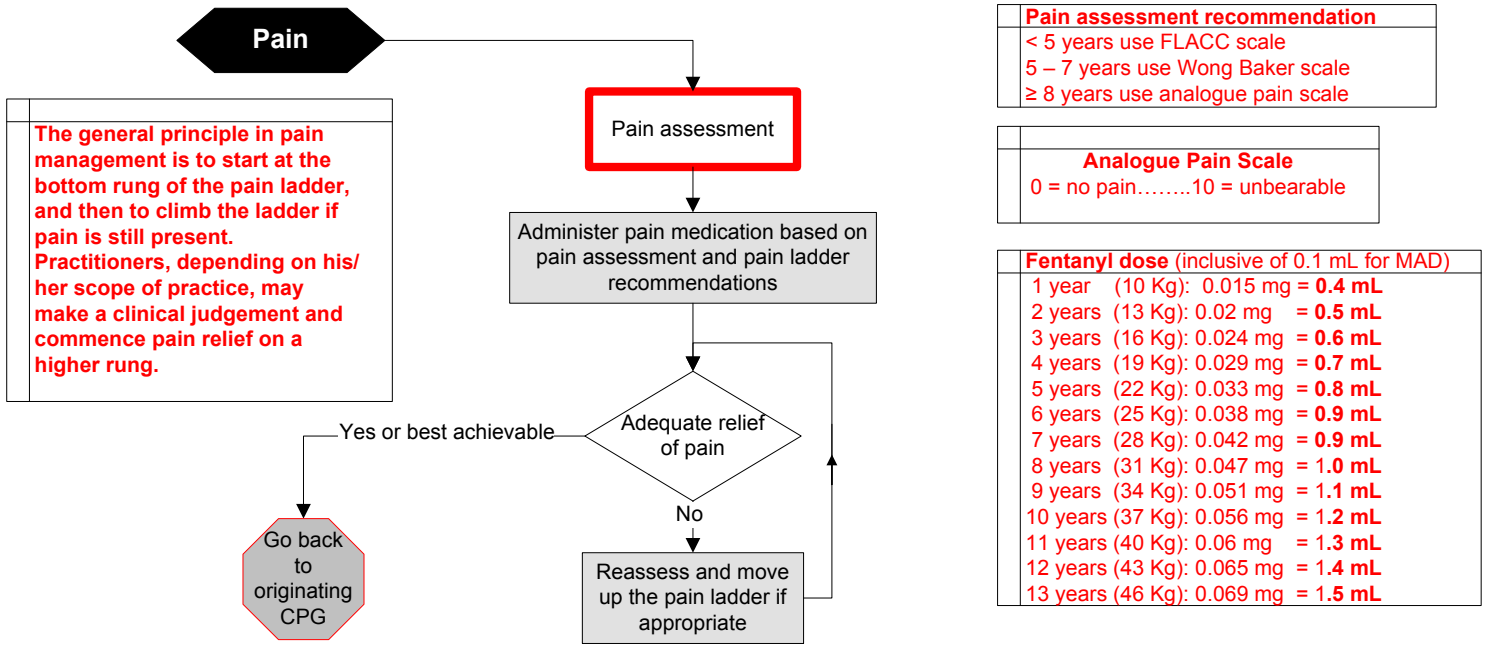 Pain
The general principle in pain
management is to start at the
bottom rung of the pain ladder,
and then to climb the ladder if
pain is still present.
Practitioners, depending on his/
her scope of practice, may
make a clinical judgement and
commence pain relief on a
higher rung.
Pain assessment
Administer pain medication based on
pain assessment and pain ladder
recommendations
Adequate relief
of pain
Yes or best achievable
No
Go back
to
originating
CPG
Reassess and move
up the pain ladder if
appropriate
Pain assessment recommendation
< 5 years use FLACC scale
5 – 7 years use Wong Baker scale
≥ 8 years use analogue pain scale
Analogue Pain Scale
0 = no pain……..10 = unbearable
Fentanyl dose (inclusive of 0.1 mL for MAD)
1 year (10 Kg): 0.015 mg = 0.4 mL
2 years (13 Kg): 0.02 mg = 0.5 mL
3 years (16 Kg): 0.024 mg = 0.6 mL
4 years (19 Kg): 0.029 mg = 0.7 mL
5 years (22 Kg): 0.033 mg = 0.8 mL
6 years (25 Kg): 0.038 mg = 0.9 mL
7 years (28 Kg): 0.042 mg = 0.9 mL
8 years (31 Kg): 0.047 mg = 1.0 mL
9 years (34 Kg): 0.051 mg = 1.1 mL
10 years (37 Kg): 0.056 mg = 1.2 mL
11 years (40 Kg): 0.06 mg = 1.3 mL
12 years (43 Kg): 0.065 mg = 1.4 mL
13 years (46 Kg): 0.069 mg = 1.5 mL